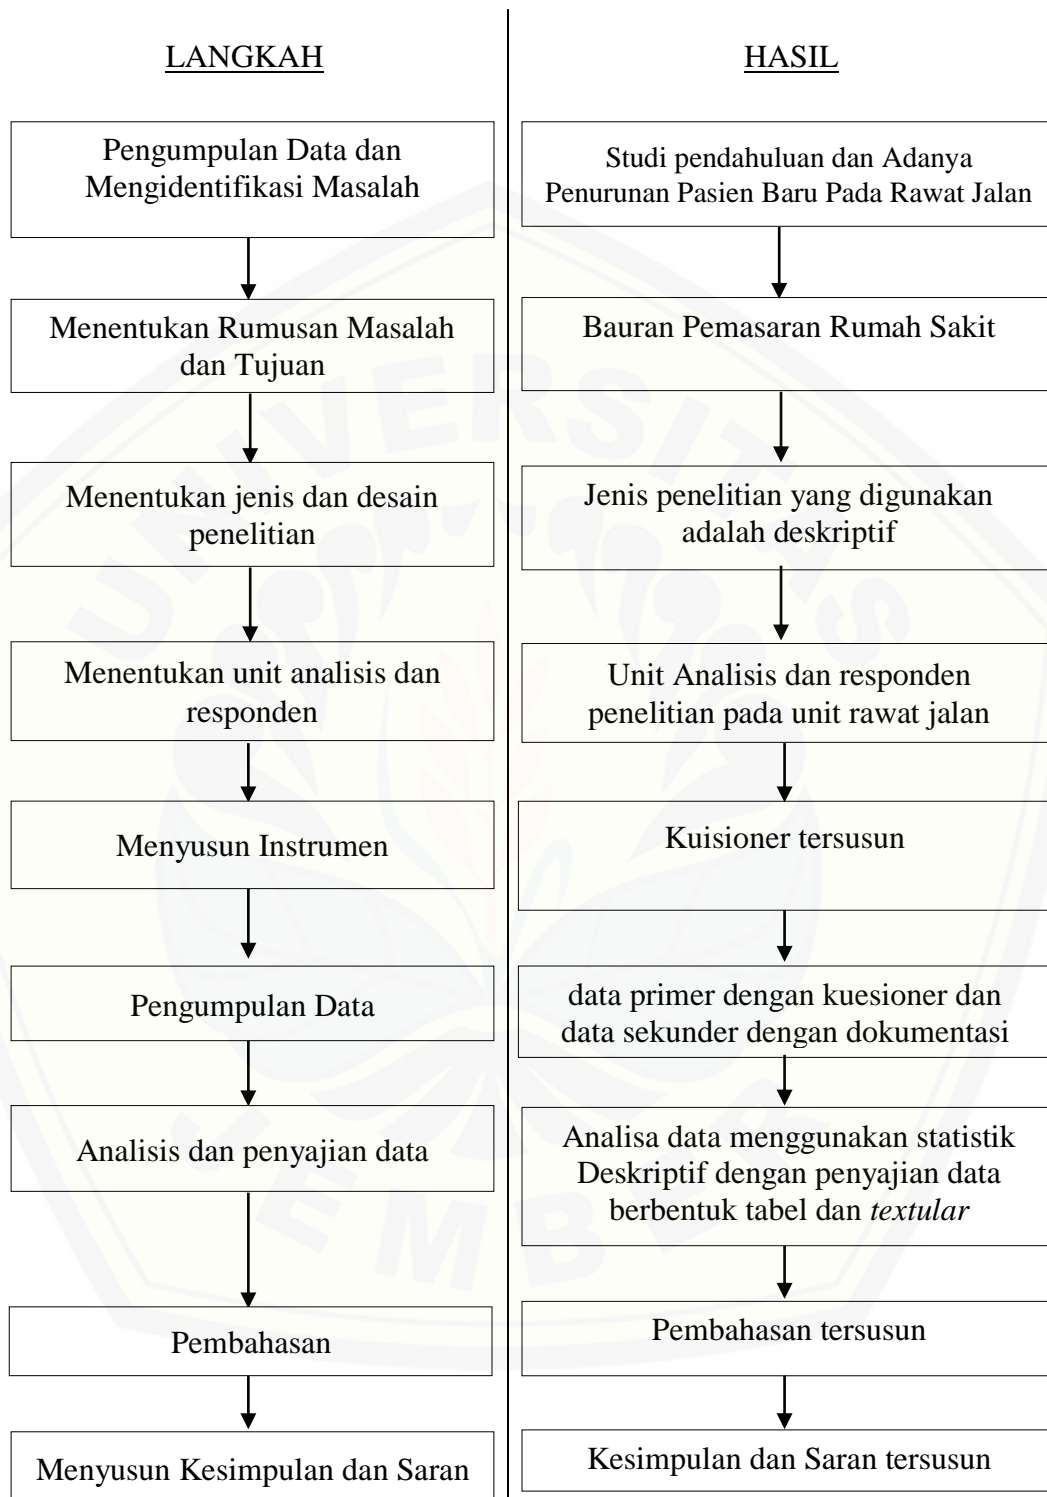 LANGKAH
Pengumpulan Data dan
Mengidentifikasi Masalah
Menentukan Rumusan Masalah
dan Tujuan
Menentukan jenis dan desain
penelitian
Menentukan unit analisis dan
responden
Menyusun Instrumen
Pengumpulan Data
Analisis dan penyajian data
Pembahasan
Menyusun Kesimpulan dan Saran
HASIL
Studi pendahuluan dan Adanya
Penurunan Pasien Baru Pada Rawat Jalan
Bauran Pemasaran Rumah Sakit
Jenis penelitian yang digunakan
adalah deskriptif
Unit Analisis dan responden
penelitian pada unit rawat jalan
Kuisioner tersusun
data primer dengan kuesioner dan
data sekunder dengan dokumentasi
Analisa data menggunakan statistik
Deskriptif dengan penyajian data
berbentuk tabel dan textular
Pembahasan tersusun
Kesimpulan dan Saran tersusun
UNIVERSITAS
JEMBER